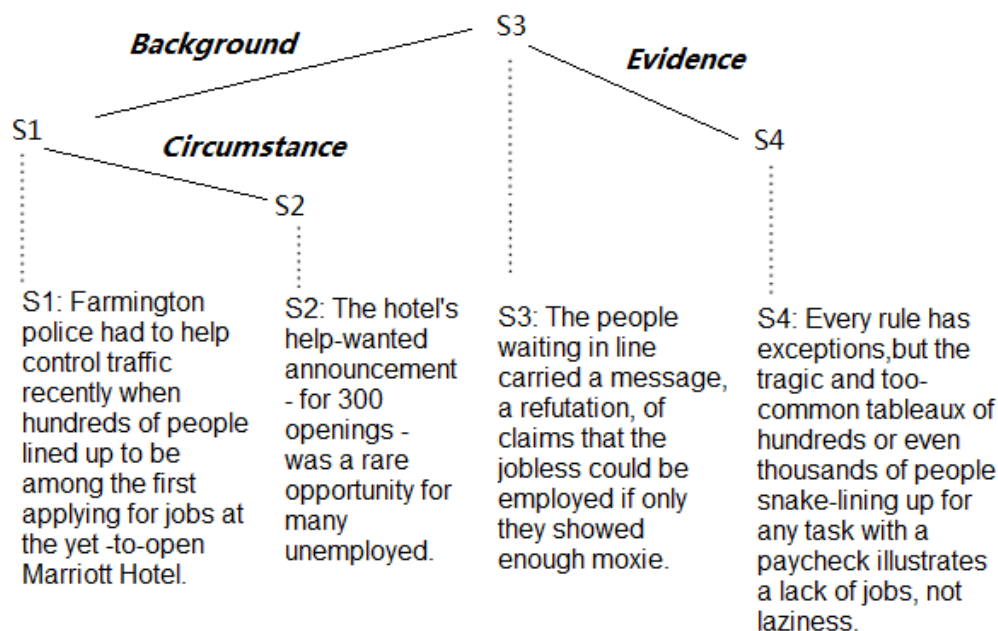 Background
S3
Evidence
S1
Circumstance
S4
S2
S1: Farmington
police had to help
control traffic
recently when
hundreds of people
lined up to be
among the first
applying for jobs at
the yet -to-open
Marriott Hotel.
S2: The hotel's
help-wanted
announcement
- for 300
openings -
was a rare
opportunity for
many
unemployed.
S3: The people
waiting in line
carried a message,
a refutation, of
claims that the
jobless could be
employed if only
they showed
enough moxie.
S4: Every rule has
exceptions,but the
tragic and too-
common tableaux of
hundreds or even
thousands of people
snake-lining up for
any task with a
paycheck illustrates
a lack of jobs, not
laziness.